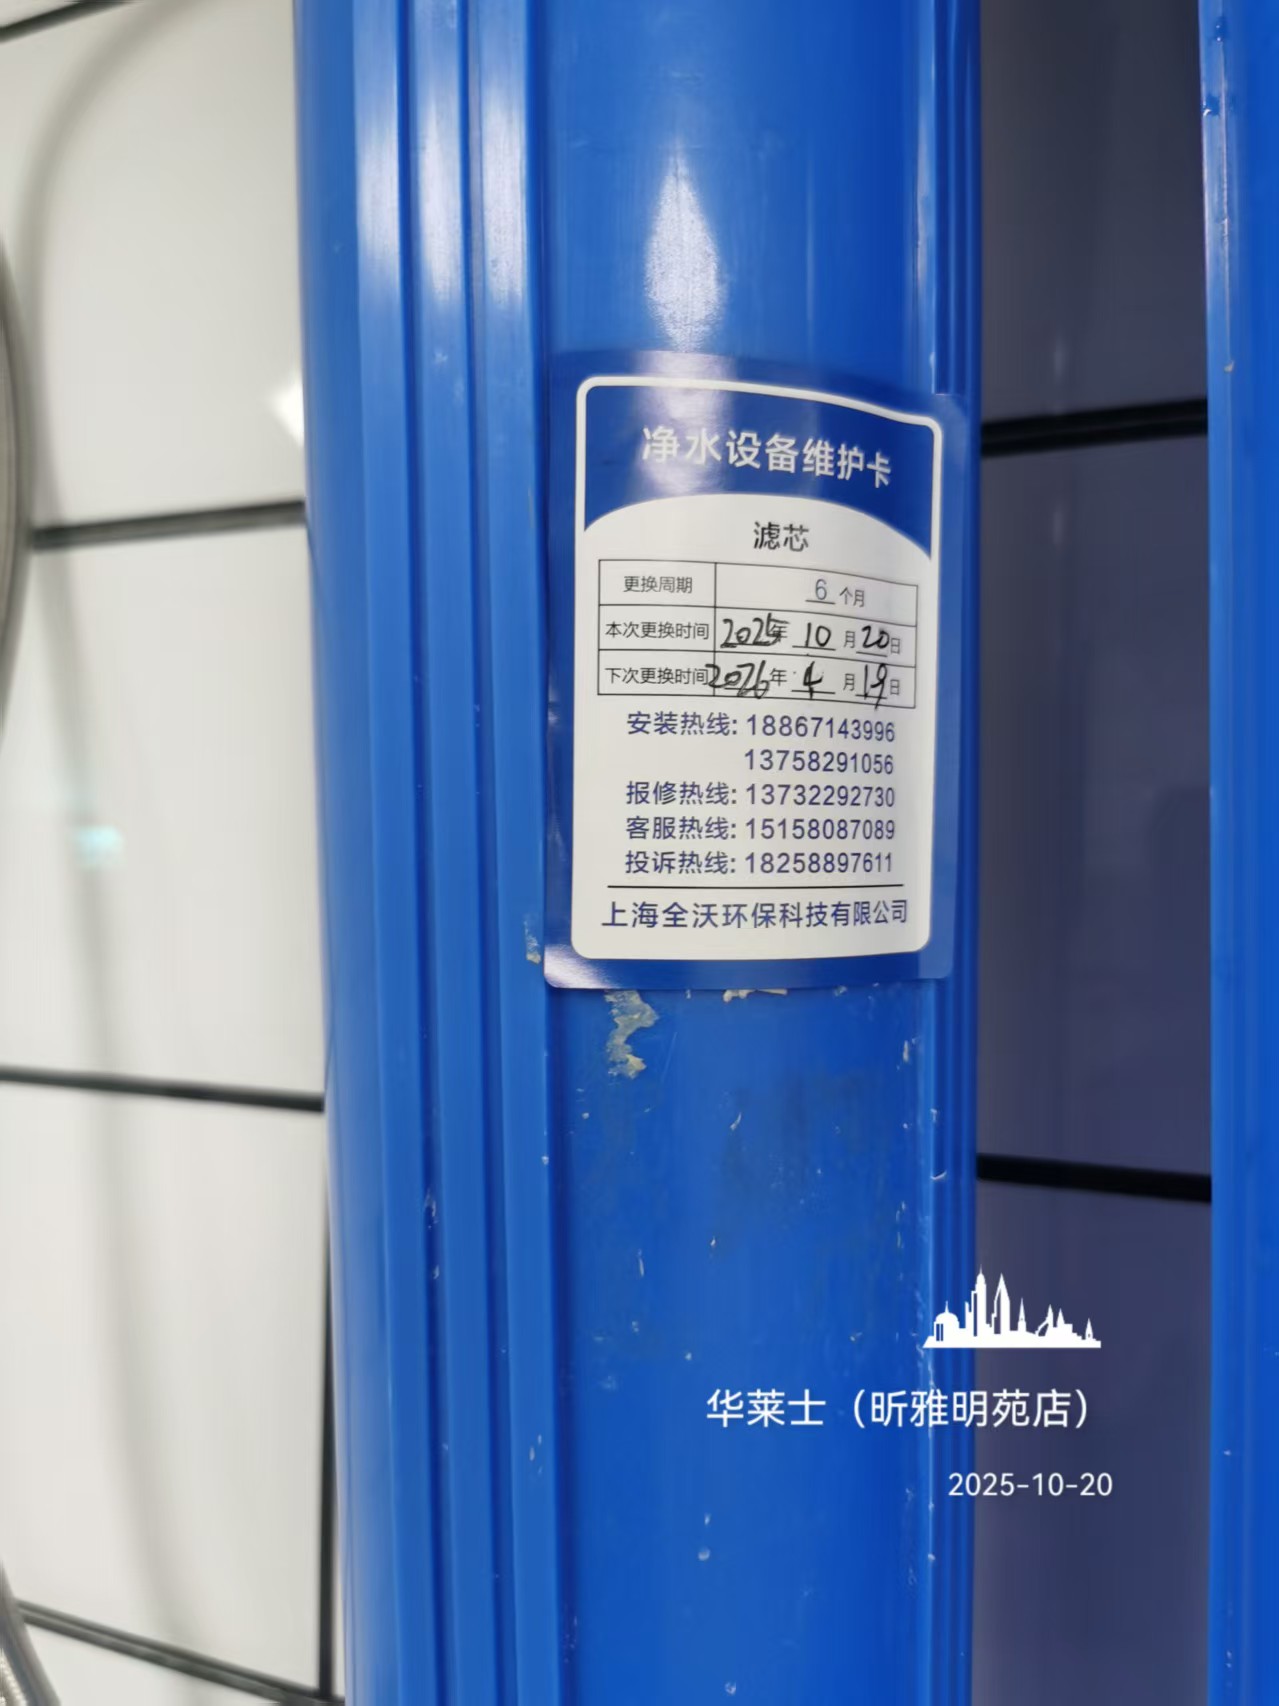 净水设备维护卡
滤芯
更换周期 6 个月
本次更换时间 2025年 10 月 20 日
下次更换时间 2026年 4 月 19 日
安装热线: 18867143996
13758291056
报修热线: 13732292730
客服热线: 15158087089
投诉热线: 18258897611
上海全沃环保科技有限公司
华莱士（昕雅明苑店）
2025-10-20